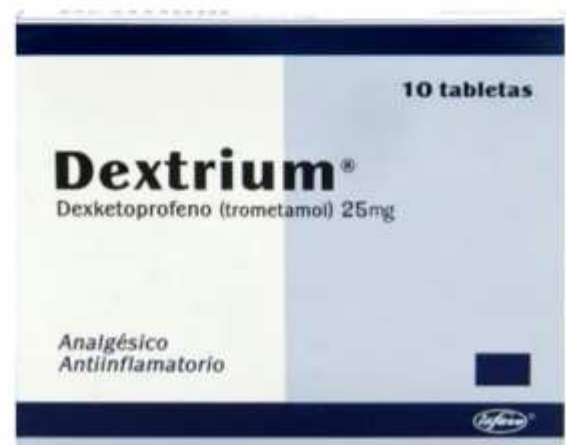 10 tabletas
Dextrium®
Dexketoprofeno (trometamol) 25mg
Analgésico
Antiinflamatorio